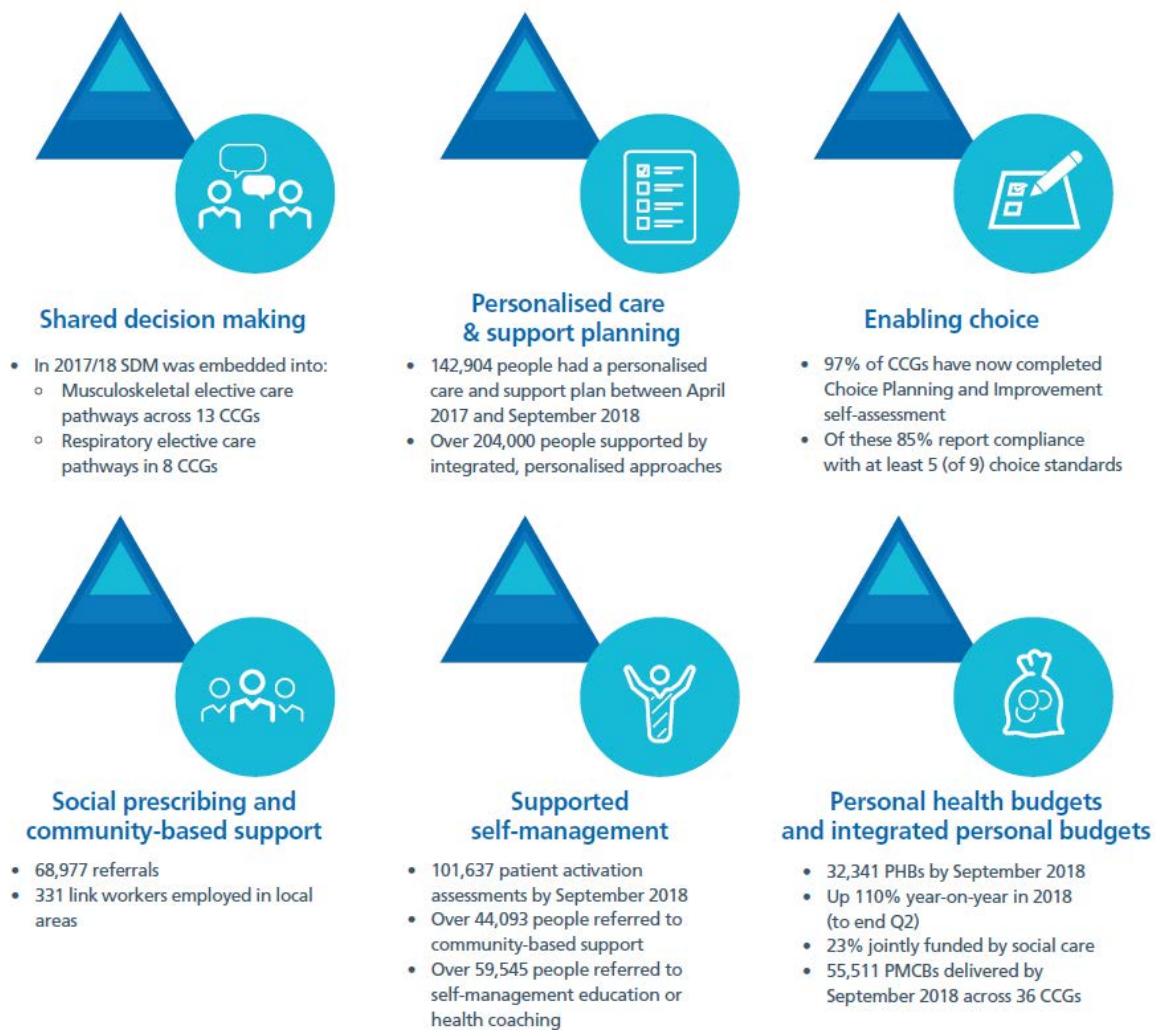 Shared decision making
• In 2017/18 SDM was embedded into:
○ Musculoskeletal elective care
pathways across 13 CCGs
○ Respiratory elective care
pathways in 8 CCGs
Personalised care
& support planning
• 142,904 people had a personalised
care and support plan between April
2017 and September 2018
• Over 204,000 people supported by
integrated, personalised approaches
Enabling choice
• 97% of CCGs have now completed
Choice Planning and Improvement
self-assessment
• Of these 85% report compliance
with at least 5 (of 9) choice standards
Social prescribing and
community-based support
• 68,977 referrals
• 331 link workers employed in local
areas
Supported
self-management
• 101,637 patient activation
assessments by September 2018
• Over 44,093 people referred to
community-based support
• Over 59,545 people referred to
self-management education or
health coaching
Personal health budgets
and integrated personal budgets
• 32,341 PHBs by September 2018
• Up 110% year-on-year in 2018
(to end Q2)
• 23% jointly funded by social care
• 55,511 PMCBs delivered by
September 2018 across 36 CCGs